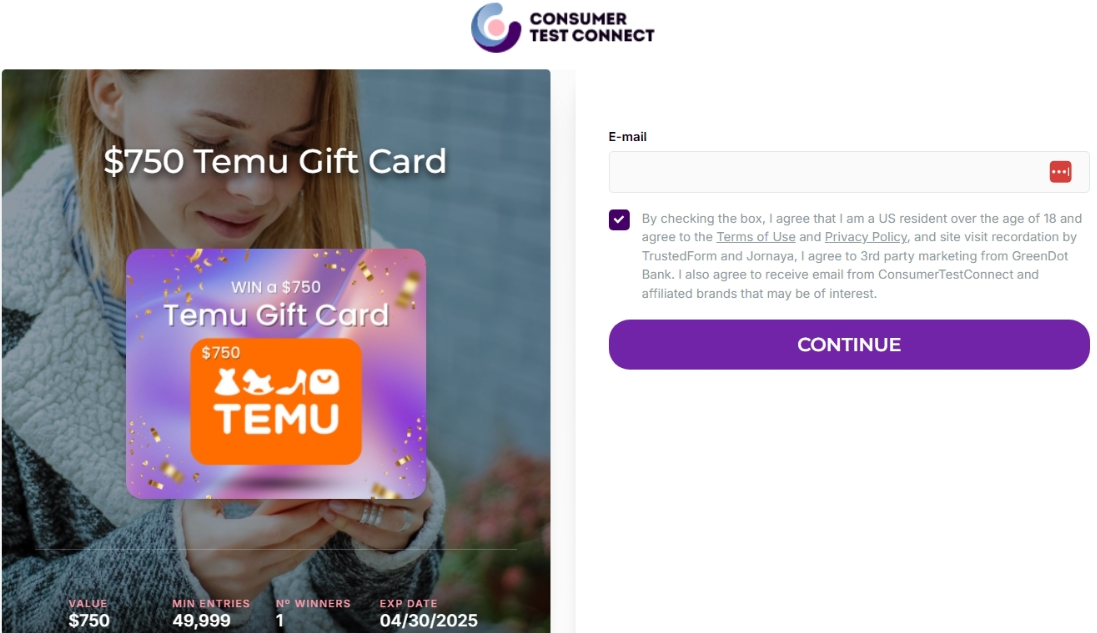 CONSUMER
TEST CONNECT
$750 Temu Gift Card
WIN a $750
Temu Gift Card
$750
TEMU
VALUE
$750
MIN ENTRIES
49,999
Nº WINNERS
1
EXP DATE
04/30/2025
E-mail
By checking the box, I agree that I am a US resident over the age of 18 and
agree to the Terms of Use and Privacy Policy, and site visit recordation by
TrustedForm and Jornaya, I agree to 3rd party marketing from GreenDot
Bank. I also agree to receive email from ConsumerTestConnect and
affiliated brands that may be of interest.
CONTINUE